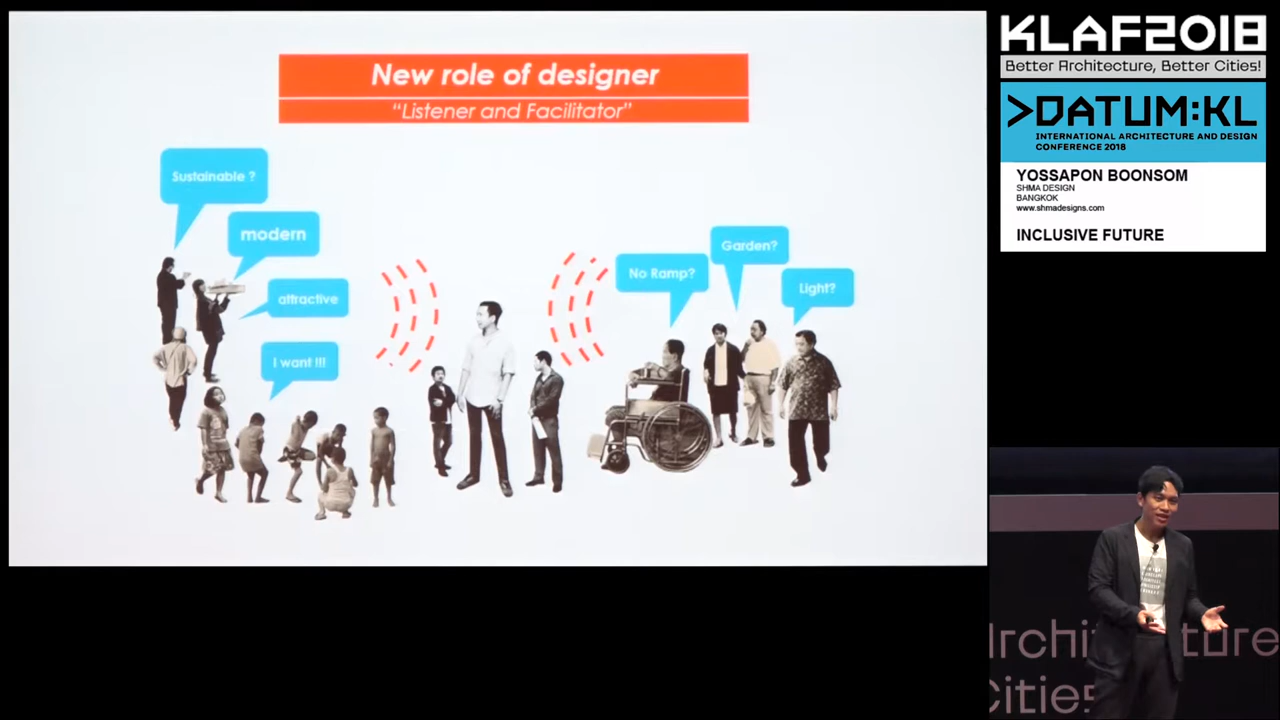 New role of designer
“Listener and Facilitator”
Sustainable ?
modern
attractive
I want !!!
No Ramp?
Garden?
Light?
KLAF2018
Better Architecture, Better Cities!
>DATUM:KL
INTERNATIONAL ARCHITECTURE AND DESIGN
CONFERENCE 2018
YOSSAPON BOONSOM
SHMA DESIGN
BANGKOK
www.shmadesigns.com
INCLUSIVE FUTURE
Architecture
Cities